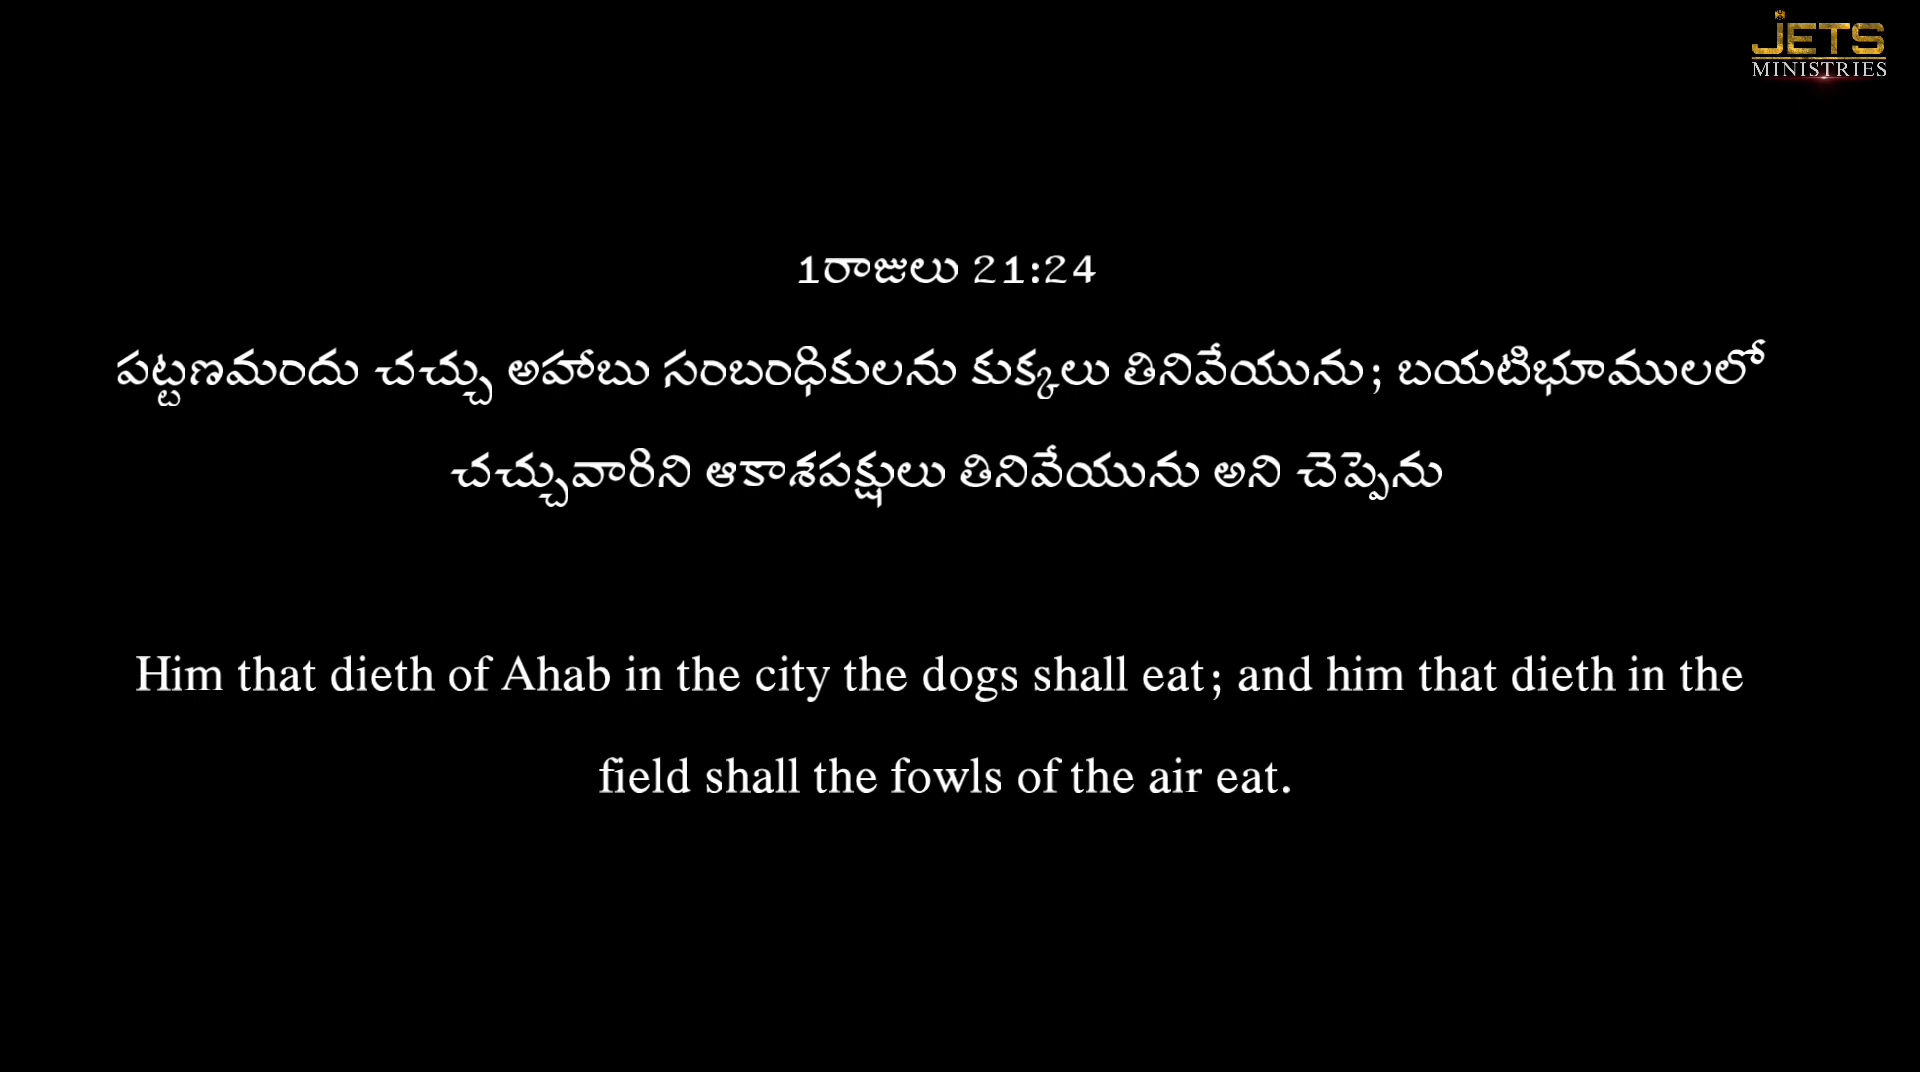 JETS
MINISTRIES
1రాజులు 21:24
పట్టణమందు చచ్చు అహాబు సంబంధికులను కుక్కలు తినివేయును; బయటిభూములలో
చచ్చువారిని ఆకాశపక్షులు తినివేయును అని చెప్పెను
Him that dieth of Ahab in the city the dogs shall eat; and him that dieth in the
field shall the fowls of the air eat.